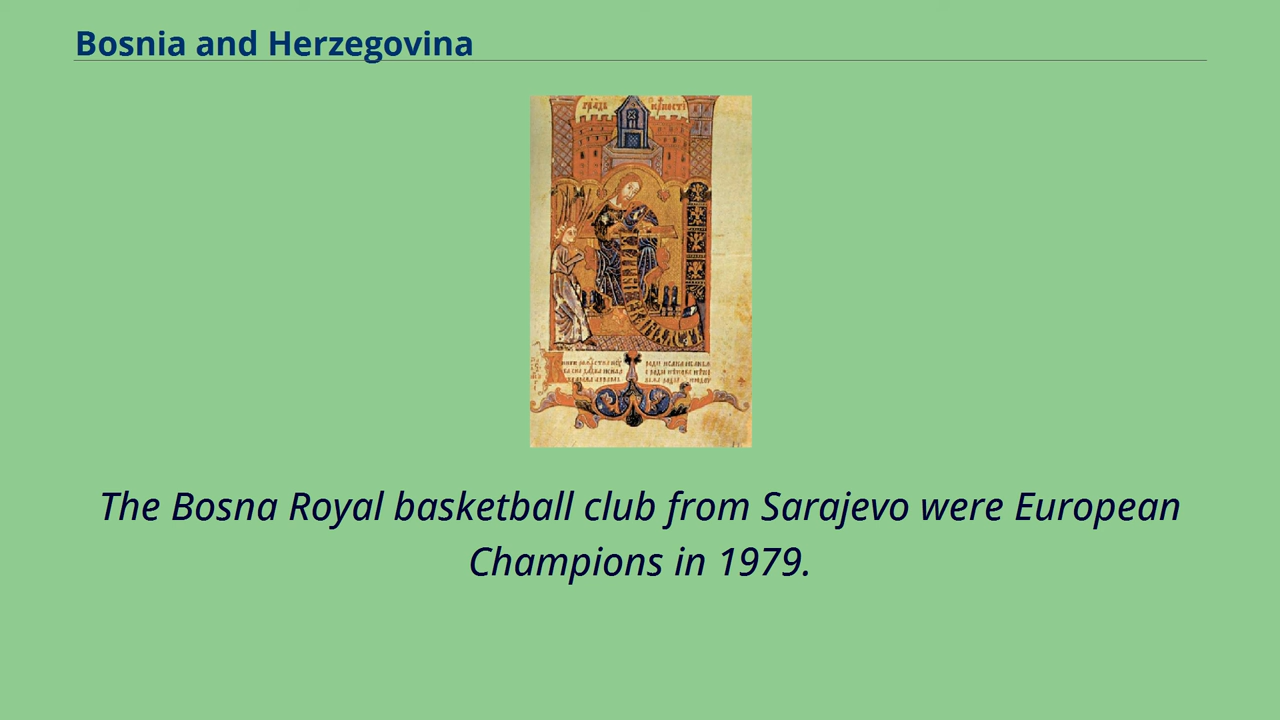 Bosnia and Herzegovina
The Bosna Royal basketball club from Sarajevo were European
Champions in 1979.